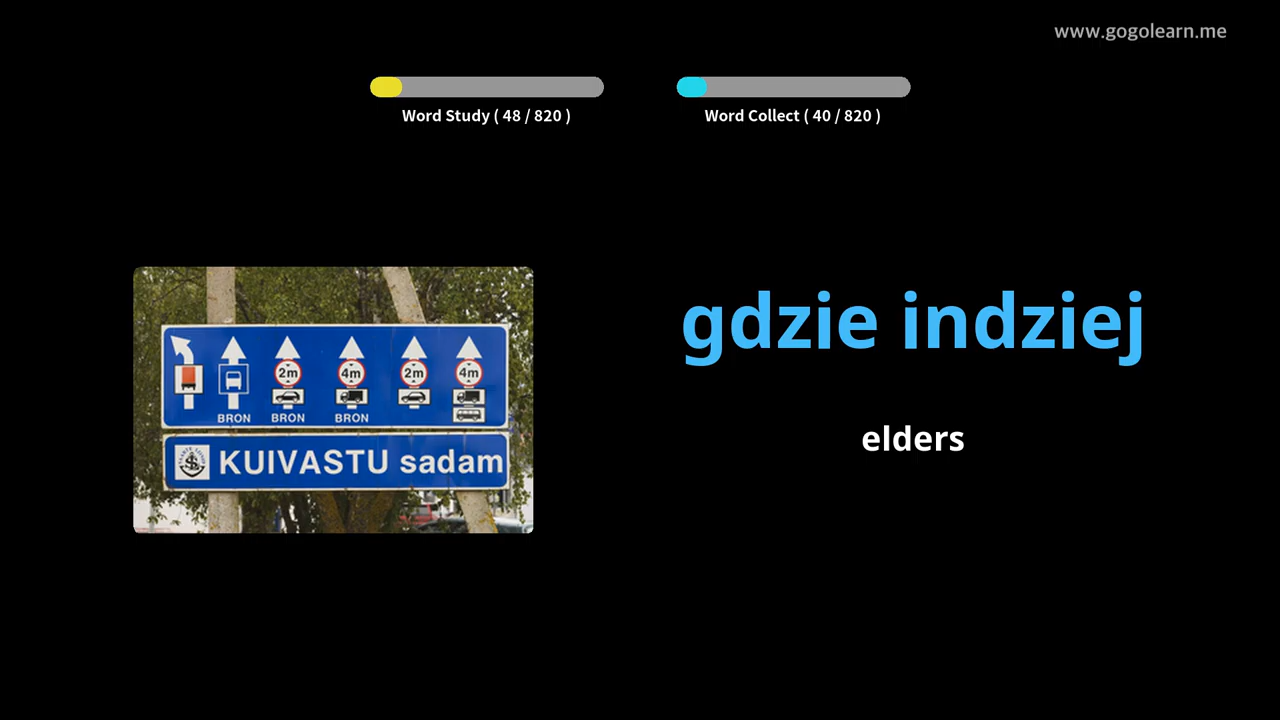 www.gogolearn.me
Word Study ( 48 / 820 )
Word Collect ( 40 / 820 )
gdzie indziej
elders
2m 4m 2m 4m
BRON BRON BRON
KUIVASTU sadam